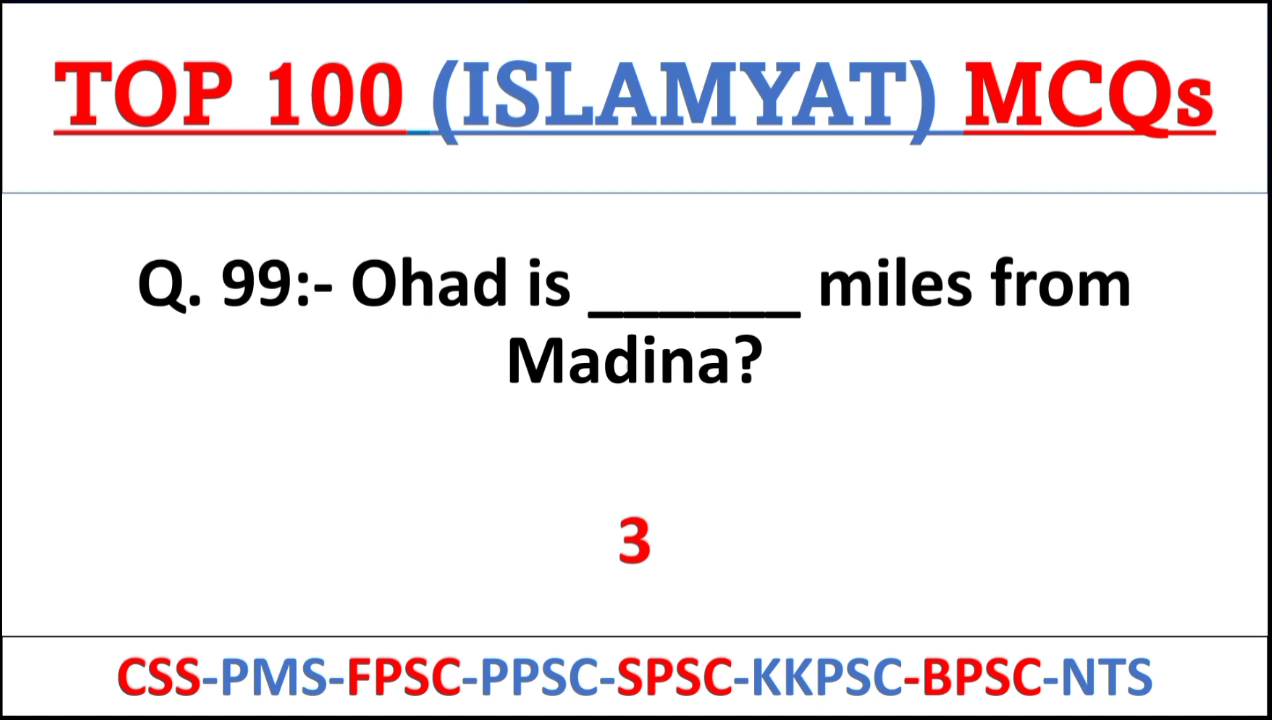 TOP 100 (ISLAMYAT) MCQs
Q. 99:- Ohad is ______ miles from
Madina?
3
CSS-PMS-FPSC-PPSC-SPSC-KKPSC-BPSC-NTS